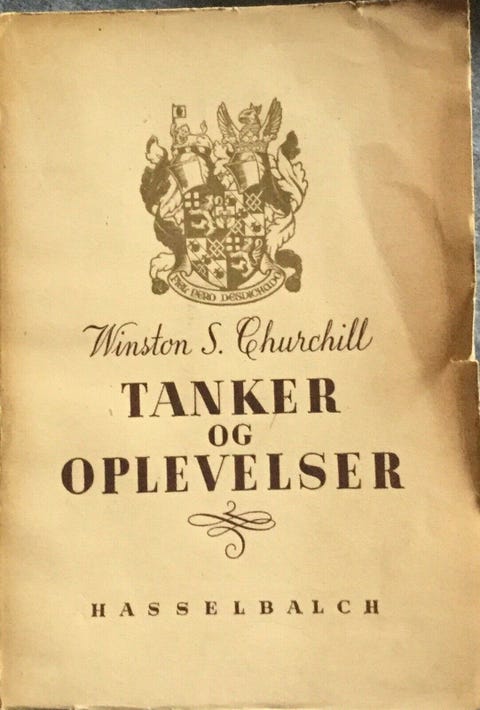 FIEL PERO DESDICHADO
Winston S. Churchill
TANKER
OG
OPLEVELSER
HASSELBALCH